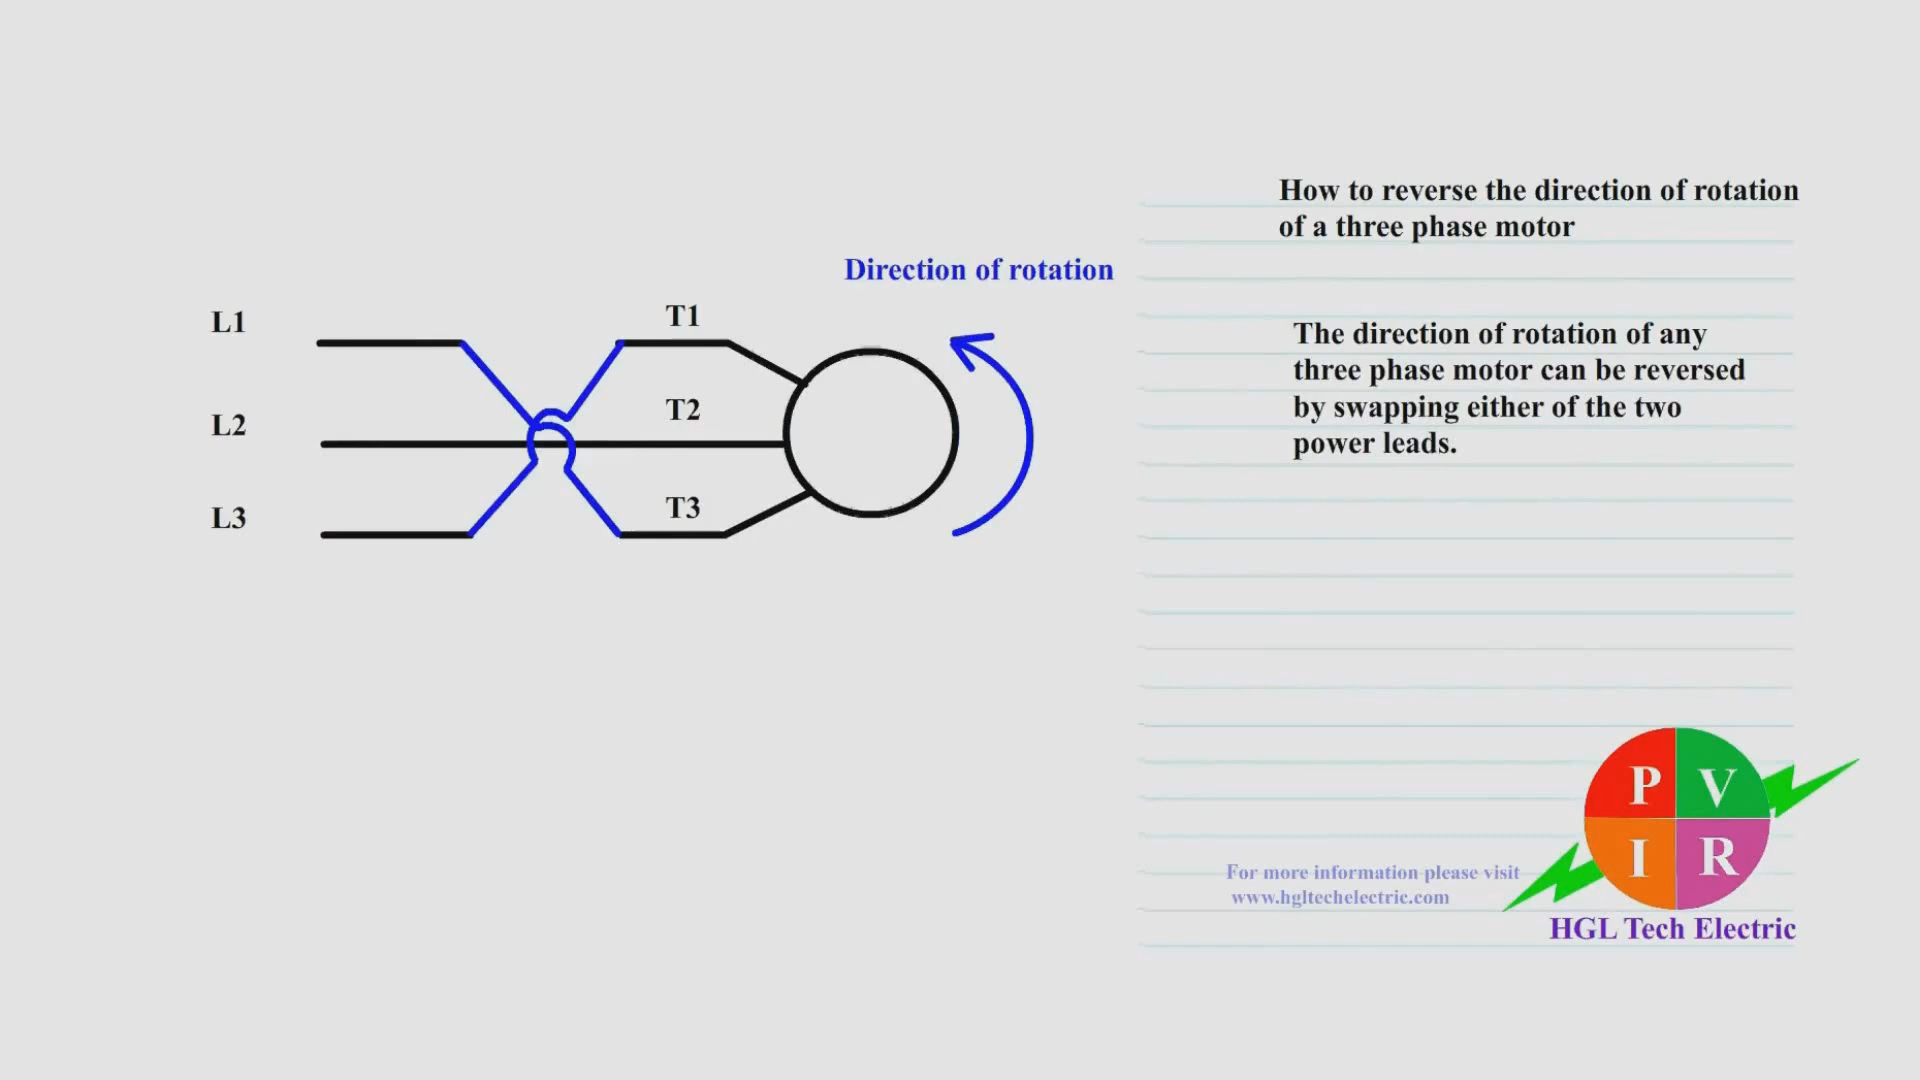 How to reverse the direction of rotation
of a three phase motor
Direction of rotation
L1
T1
The direction of rotation of any
three phase motor can be reversed
by swapping either of the two
power leads.
L2
T2
L3
T3
P V
I R
For more information please visit
www.hgltechelectric.com
HGL Tech Electric